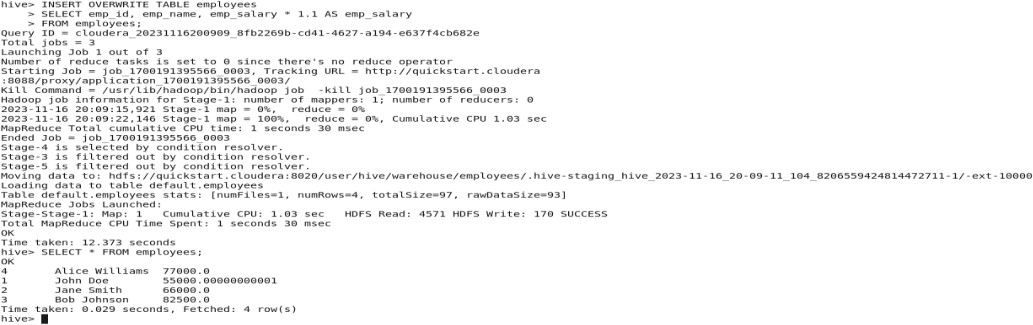 hive> INSERT OVERWRITE TABLE employees
    > SELECT emp_id, emp_name, emp_salary * 1.1 AS emp_salary
    > FROM employees;
Query ID = cloudera_20231116200909_8fb2269b-cd41-4627-a194-e637f4cb682e
Total jobs = 3
Launching Job 1 out of 3
Number of reduce tasks is set to 0 since there's no reduce operator
Starting Job = job_1700191395566_0003, Tracking URL = http://quickstart.cloudera
:8088/proxy/application_1700191395566_0003/
Kill Command = /usr/lib/hadoop/bin/hadoop job  -kill job_1700191395566_0003
Hadoop job information for Stage-1: number of mappers: 1; number of reducers: 0
2023-11-16 20:09:15,921 Stage-1 map = 0%,  reduce = 0%
2023-11-16 20:09:22,146 Stage-1 map = 100%,  reduce = 0%, Cumulative CPU 1.03 sec
MapReduce Total cumulative CPU time: 1 seconds 30 msec
Ended Job = job_1700191395566_0003
Stage-4 is selected by condition resolver.
Stage-3 is filtered out by condition resolver.
Stage-5 is filtered out by condition resolver.
Moving data to: hdfs://quickstart.cloudera:8020/user/hive/warehouse/employees/.hive-staging_hive_2023-11-16_20-09-11_104_8206559424814472711-1/-ext-10000
Loading data to table default.employees
Table default.employees stats: [numFiles=1, numRows=4, totalSize=97, rawDataSize=93]
MapReduce Jobs Launched:
Stage-Stage-1: Map: 1   Cumulative CPU: 1.03 sec   HDFS Read: 4571 HDFS Write: 170 SUCCESS
Total MapReduce CPU Time Spent: 1 seconds 30 msec
OK
Time taken: 12.373 seconds
hive> SELECT * FROM employees;
OK
4	Alice Williams	77000.0
1	John Doe	55000.00000000001
2	Jane Smith	66000.0
3	Bob Johnson	82500.0
Time taken: 0.029 seconds, Fetched: 4 row(s)
hive>